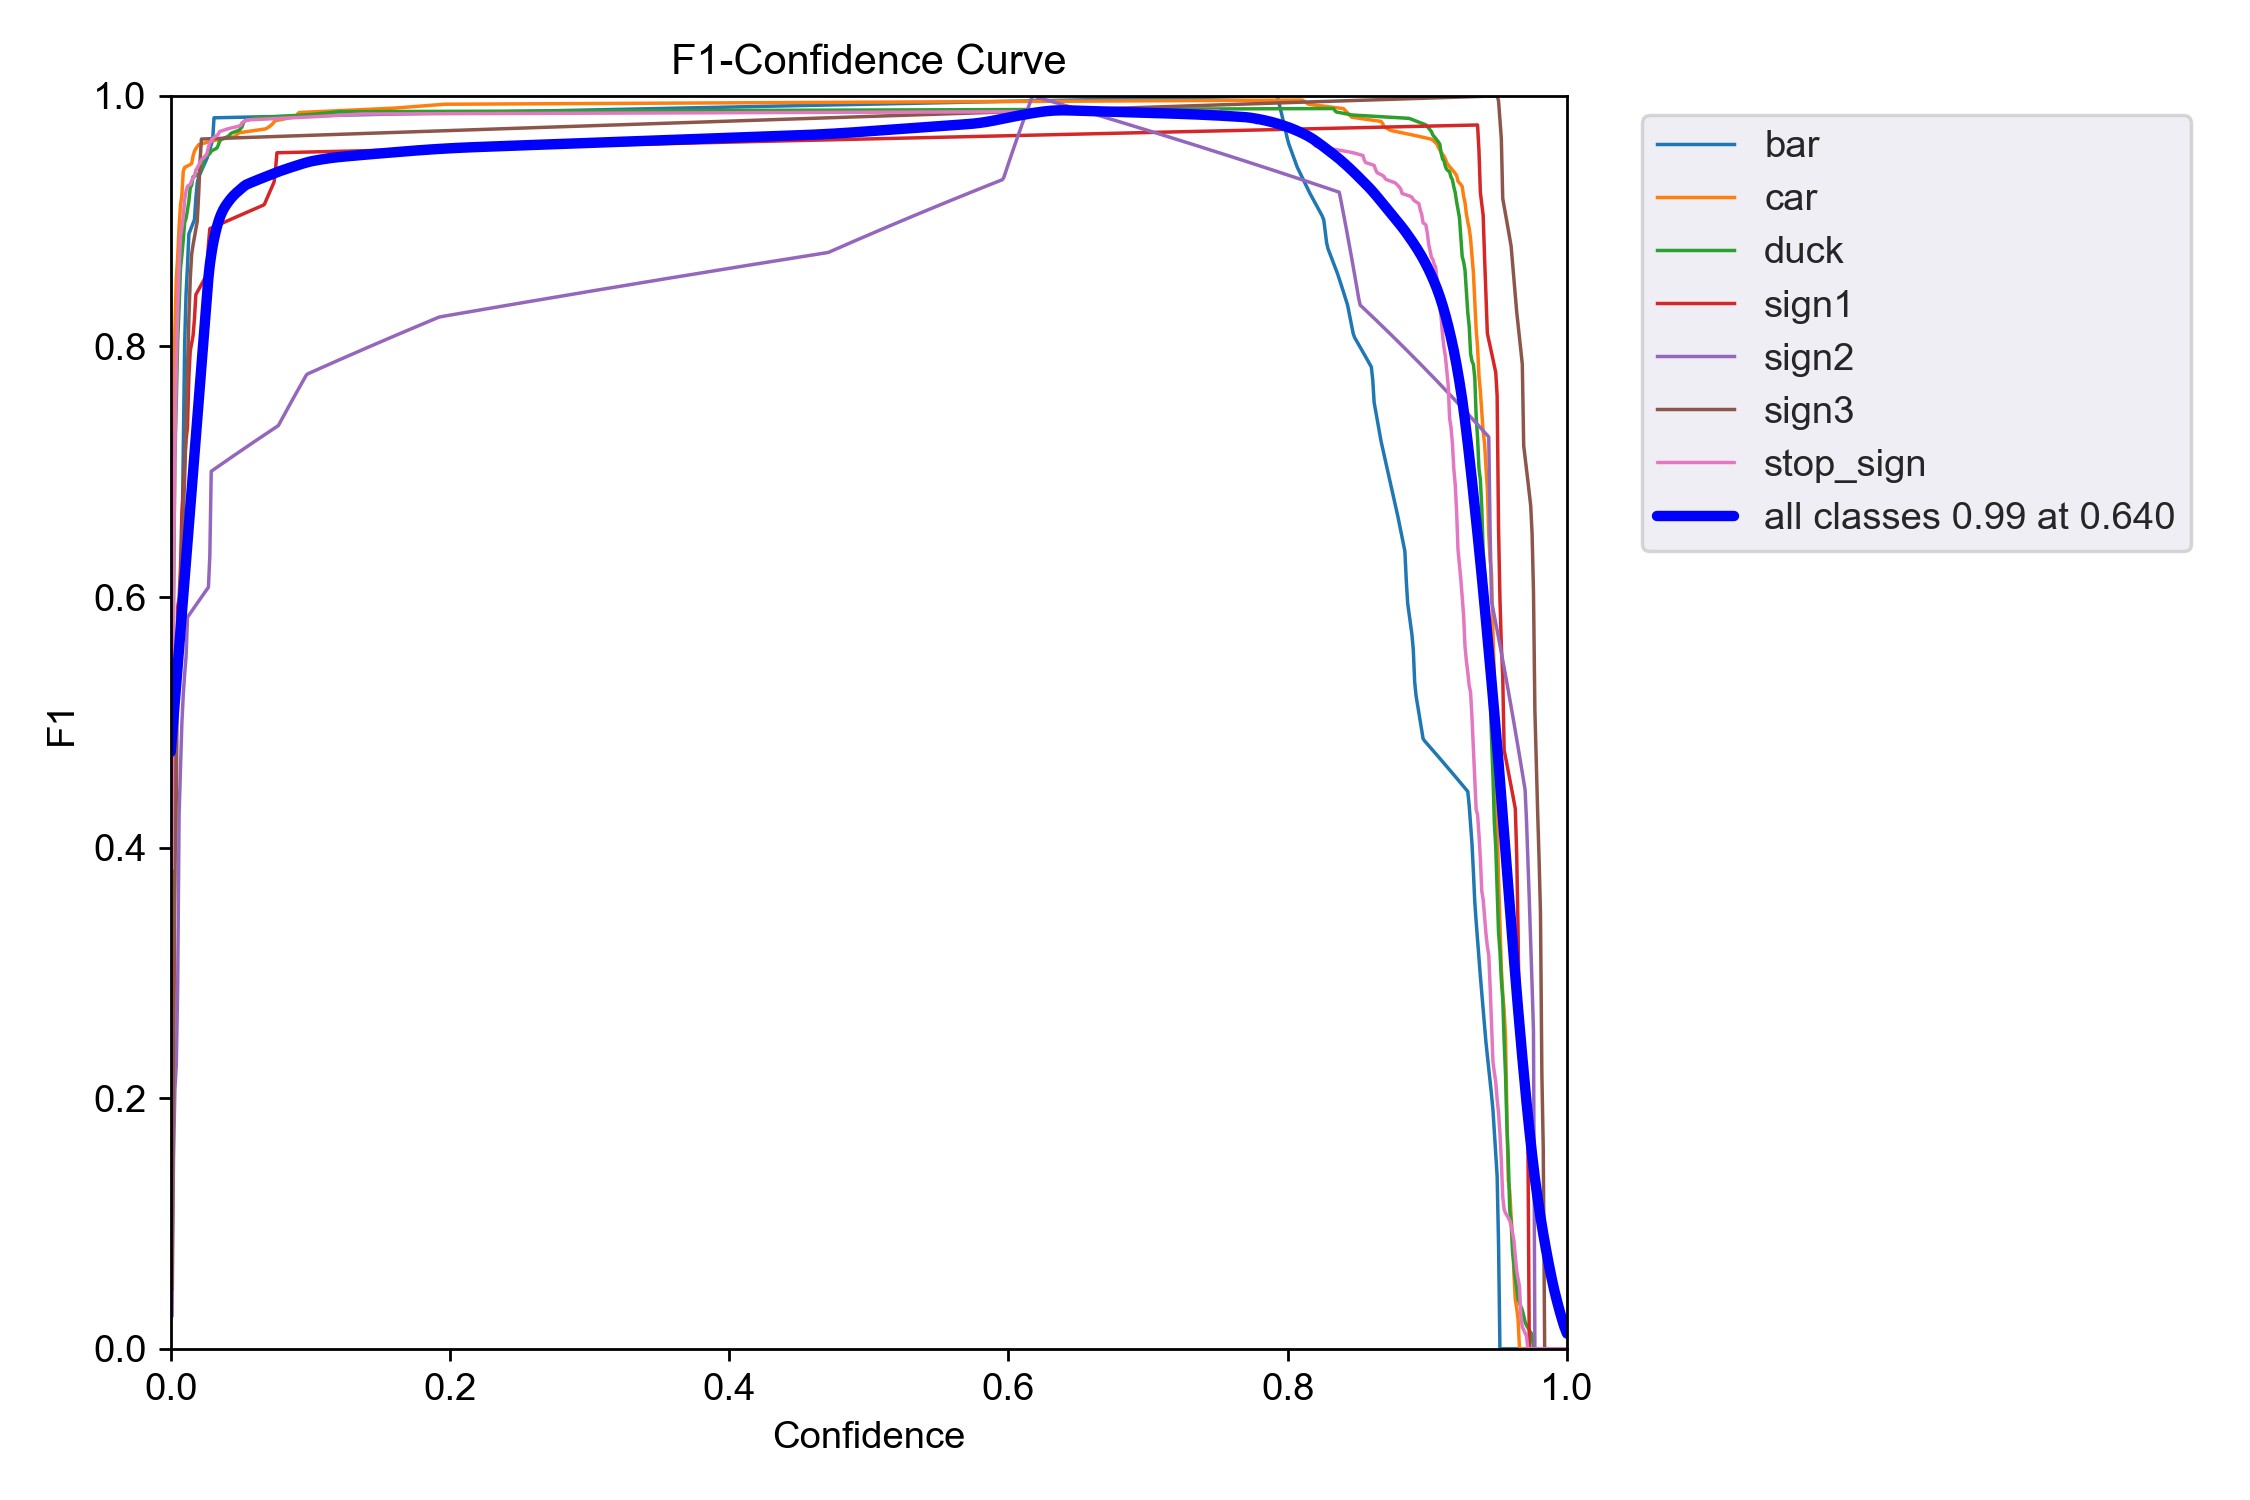 F1-Confidence Curve
1.0
0.8
0.6
0.4
0.2
0.0
F1
0.0 0.2 0.4 0.6 0.8 1.0
Confidence
bar
car
duck
sign1
sign2
sign3
stop_sign
all classes 0.99 at 0.640